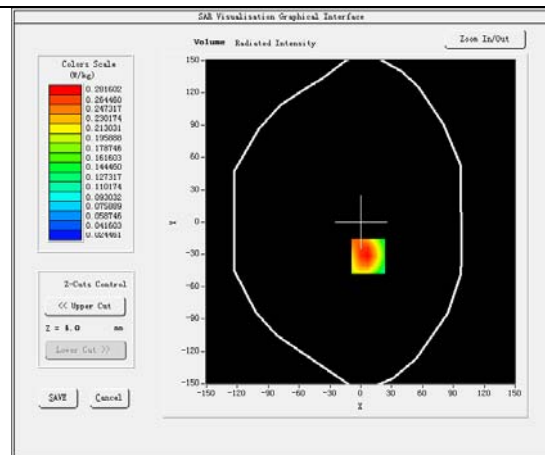 SAR Visualisation Graphical Interface
Volume Radiated Intensity
Zoom In/Out
Colors Scale
(W/kg)
0.281602
0.264460
0.247317
0.230174
0.213031
0.195888
0.178746
0.161603
0.144460
0.127317
0.110174
0.093032
0.075889
0.058746
0.041603
0.024461
Z-Cuts Control
<< Upper Cut
Z = 4.0 mm
Lower Cut >>
SAVE Cancel
150
120
90
60
30
0
-30
-60
-90
-120
-150
Y
-150 -120 -90 -60 -30 0 30 60 90 120 150
X